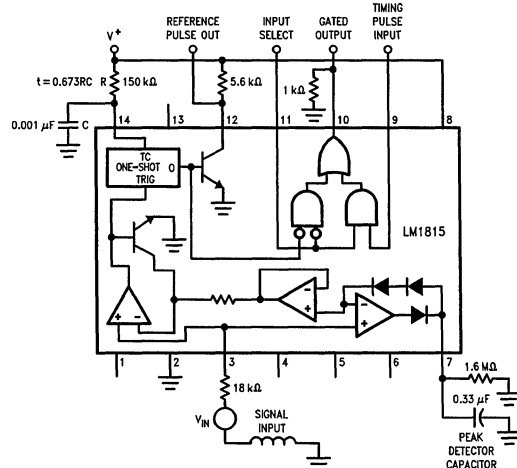 REFERENCE
PULSE OUT
INPUT
SELECT
GATED
OUTPUT
TIMING
PULSE
INPUT
V+
t=0.673RC R
150 kΩ
5.6 kΩ
1 kΩ
0.001 μF
C
14
13
12
11
10
9
8
TC
ONE-SHOT
TRIG
O
LM1815
-
+
-
+
-
+
-
+
1
2
3
4
5
6
7
18 kΩ
1.6 MΩ
0.33 μF
VIN
SIGNAL
INPUT
PEAK
DETECTOR
CAPACITOR